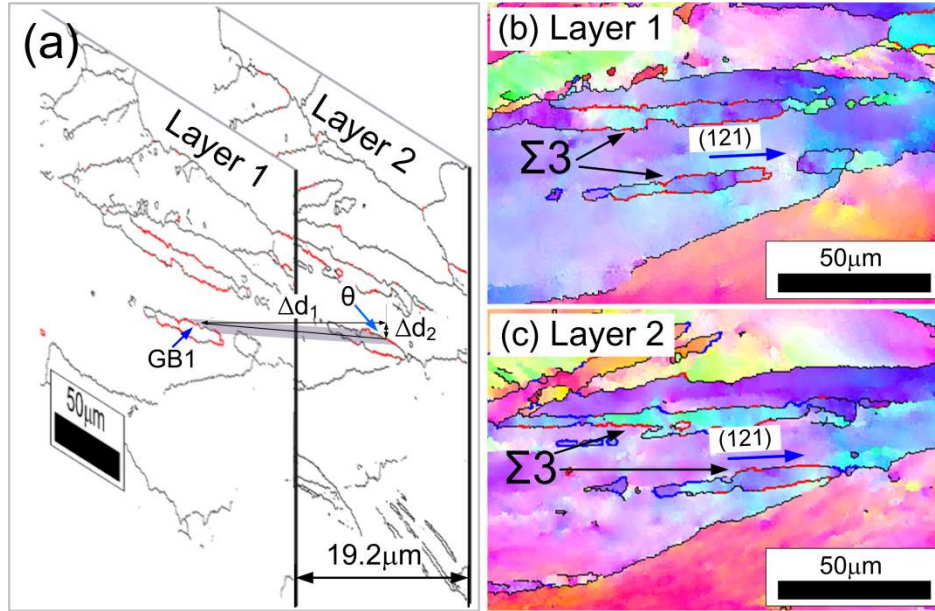 (a)
Layer 1
Layer 2
Δd₁
θ
Δd₂
GB1
50μm
19.2μm
(b) Layer 1
(121)
Σ3
50μm
(c) Layer 2
(121)
Σ3
50μm